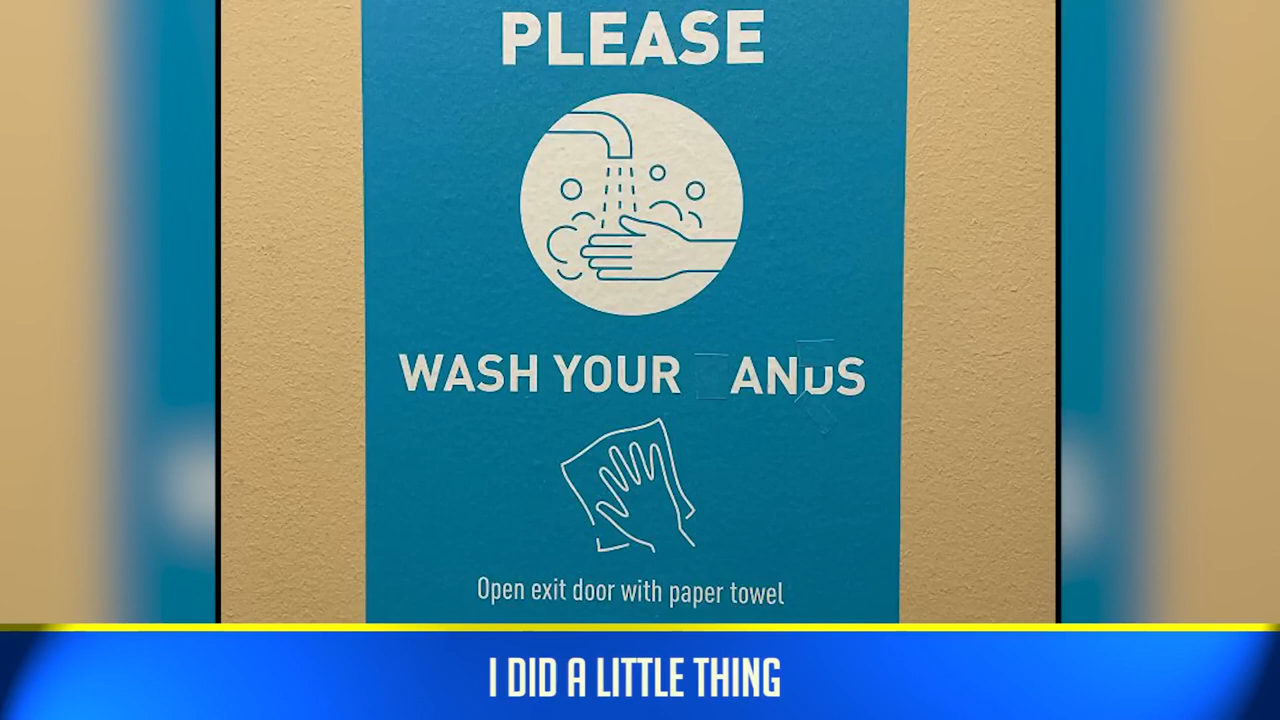 PLEASE
WASH YOUR ANUS
Open exit door with paper towel
I DID A LITTLE THING